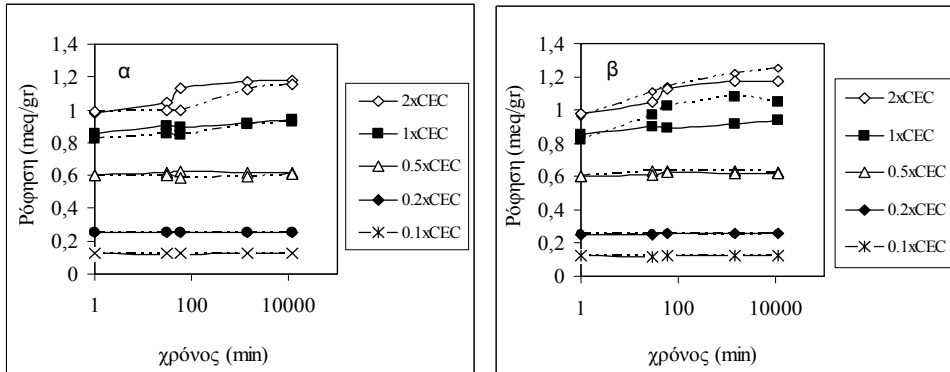 α
1,4
1,2
1
0,8
0,6
0,4
0,2
0
Ρόφηση (meq/gr)
1
100
10000
χρόνος (min)
2xCEC
1xCEC
0.5xCEC
0.2xCEC
0.1xCEC
β
1,4
1,2
1
0,8
0,6
0,4
0,2
0
Ρόφηση (meq/gr)
1
100
10000
χρόνος (min)
2xCEC
1xCEC
0.5xCEC
0.2xCEC
0.1xCEC